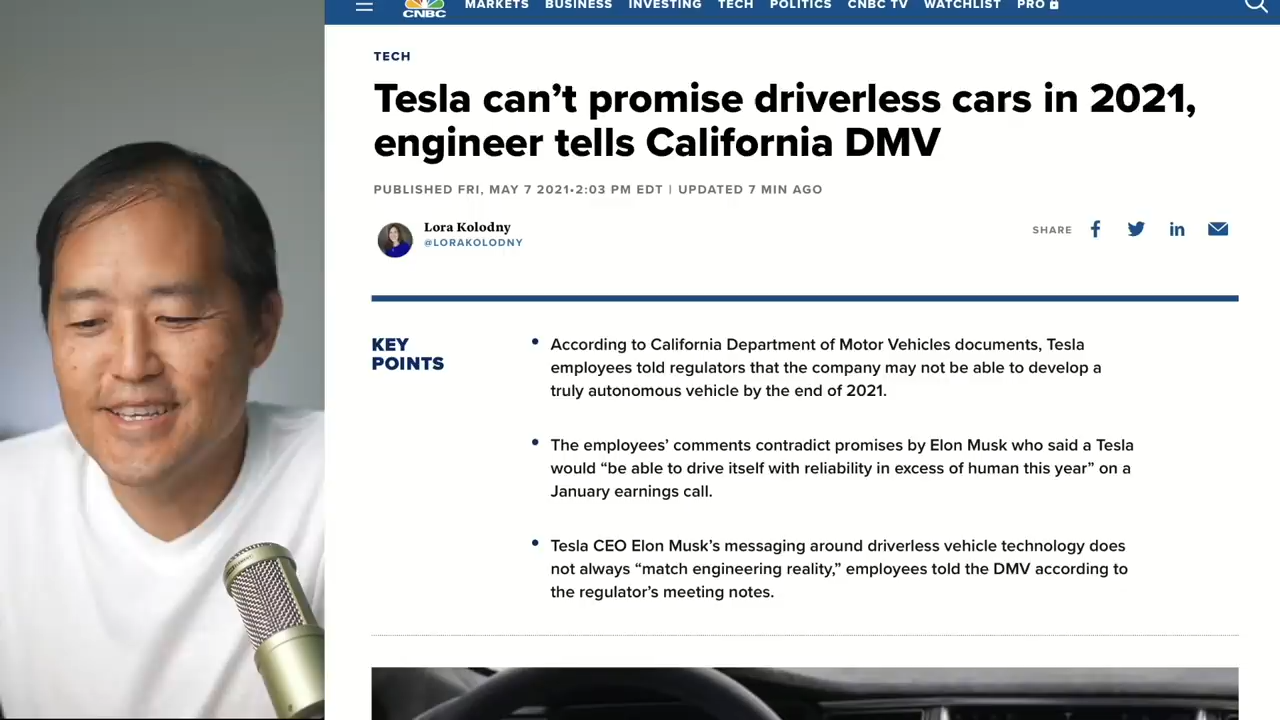 CNBC
MARKETS BUSINESS INVESTING TECH POLITICS CNBC TV WATCHLIST PRO
TECH
Tesla can’t promise driverless cars in 2021,
engineer tells California DMV
PUBLISHED FRI, MAY 7 2021•2:03 PM EDT | UPDATED 7 MIN AGO
Lora Kolodny
@LORAKOLODNY
SHARE
KEY
POINTS
• According to California Department of Motor Vehicles documents, Tesla
employees told regulators that the company may not be able to develop a
truly autonomous vehicle by the end of 2021.
• The employees’ comments contradict promises by Elon Musk who said a Tesla
would “be able to drive itself with reliability in excess of human this year” on a
January earnings call.
• Tesla CEO Elon Musk’s messaging around driverless vehicle technology does
not always “match engineering reality,” employees told the DMV according to
the regulator’s meeting notes.